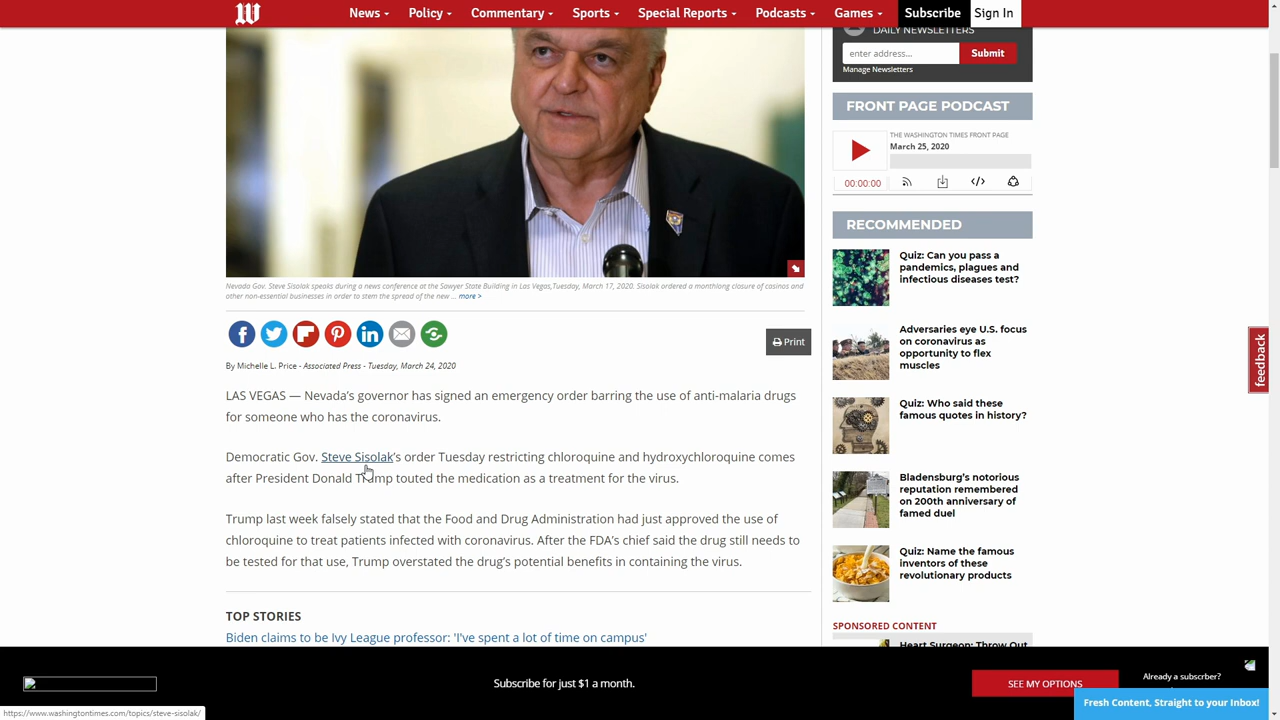 W
News
Policy
Commentary
Sports
Special Reports
Podcasts
Games
Subscribe
Sign In
DAILY NEWSLETTERS
enter address...
Submit
Manage Newsletters
FRONT PAGE PODCAST
THE WASHINGTON TIMES FRONT PAGE
March 25, 2020
00:00:00
RECOMMENDED
Quiz: Can you pass a
pandemics, plagues and
infectious diseases test?
Adversaries eye U.S. focus
on coronavirus as
opportunity to flex
muscles
Quiz: Who said these
famous quotes in history?
Bladensburg's notorious
reputation remembered
on 200th anniversary of
famed duel
Quiz: Name the famous
inventors of these
revolutionary products
SPONSORED CONTENT
Heart Surgeon: Throw Out
Nevada Gov. Steve Sisolak speaks during a news conference at the Sawyer State Building in Las Vegas,Tuesday, March 17, 2020. Sisolak ordered a monthlong closure of casinos and
other non-essential businesses in order to stem the spread of the new ... more >
Print
By Michelle L. Price - Associated Press - Tuesday, March 24, 2020
LAS VEGAS — Nevada's governor has signed an emergency order barring the use of anti-malaria drugs
for someone who has the coronavirus.
Democratic Gov. Steve Sisolak's order Tuesday restricting chloroquine and hydroxychloroquine comes
after President Donald Trump touted the medication as a treatment for the virus.
Trump last week falsely stated that the Food and Drug Administration had just approved the use of
chloroquine to treat patients infected with coronavirus. After the FDA's chief said the drug still needs to
be tested for that use, Trump overstated the drug's potential benefits in containing the virus.
TOP STORIES
Biden claims to be Ivy League professor: 'I've spent a lot of time on campus'
feedback
Subscribe for just $1 a month.
SEE MY OPTIONS
Already a subscrber?
Fresh Content, Straight to your Inbox!
https://www.washingtontimes.com/topics/steve-sisolak/